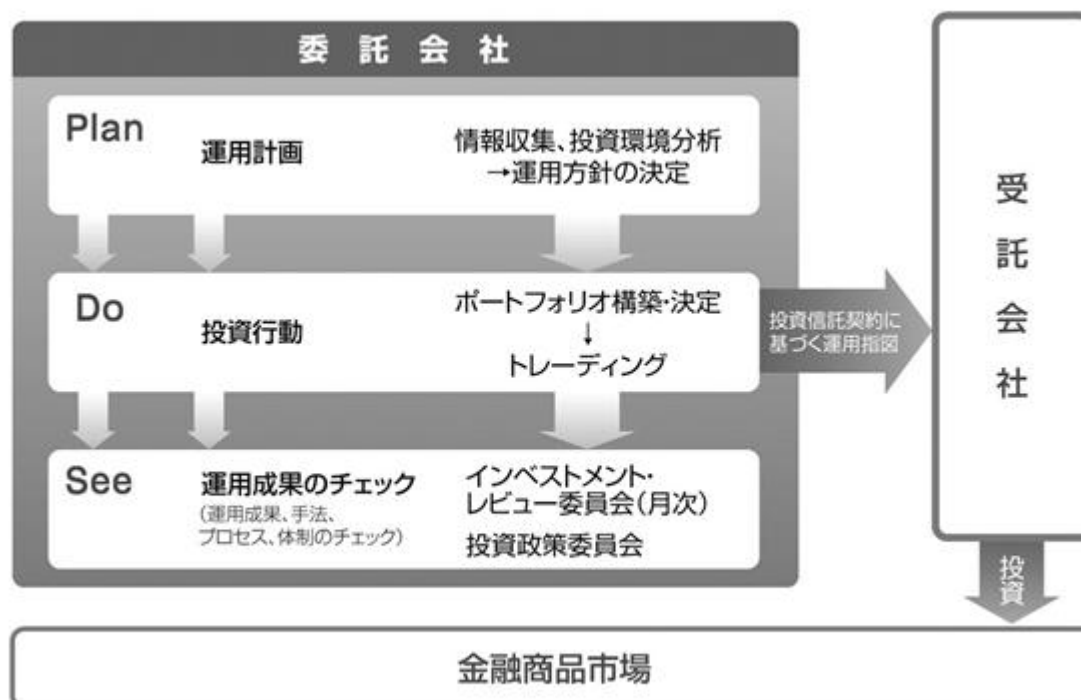 委託会社
Plan
運用計画
情報収集、投資環境分析
→運用方針の決定
Do
投資行動
ポートフォリオ構築・決定
↓
トレーディング
投資信託契約に
基づく運用指図
See
運用成果のチェック
(運用成果、手法、
プロセス、体制のチェック)
インベストメント・
レビュー委員会(月次)
投資政策委員会
受託会社
投資
金融商品市場